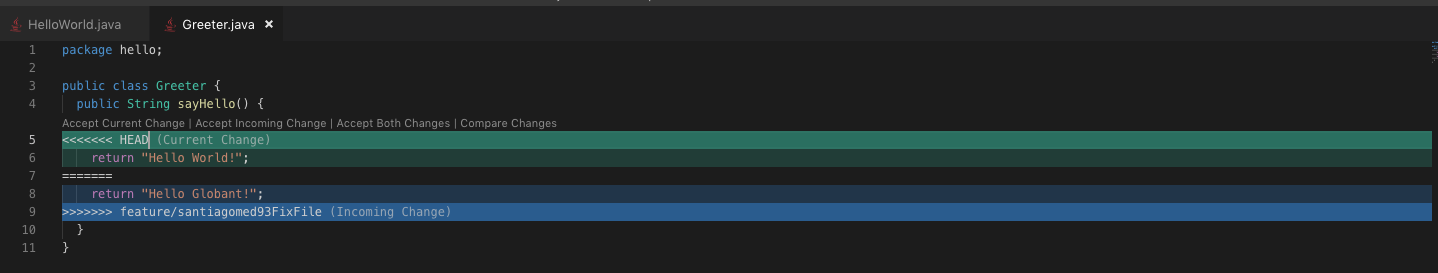 HelloWorld.java Greeter.java ×
1 package hello;
2
3 public class Greeter {
4 public String sayHello() {
Accept Current Change | Accept Incoming Change | Accept Both Changes | Compare Changes
5 <<<<<<< HEAD (Current Change)
6 return "Hello World!";
7 =======
8 return "Hello Globant!";
9 >>>>>>> feature/santiagomed93FixFile (Incoming Change)
10 }
11 }